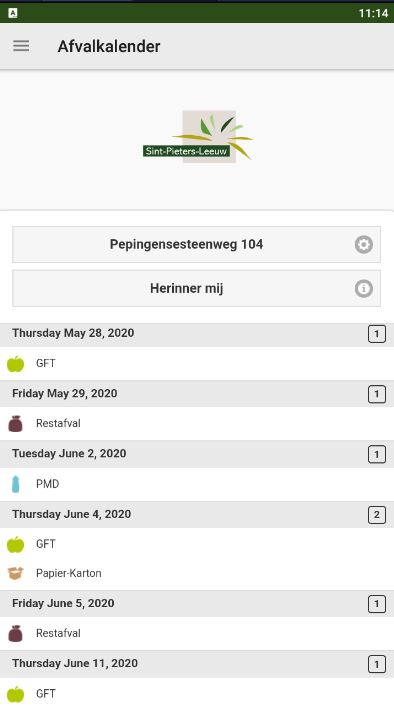 A
11:14
Afvalkalender
Sint-Pieters-Leeuw
Pepingensesteenweg 104
Herinner mij
Thursday May 28, 2020 1
GFT
Friday May 29, 2020 1
Restafval
Tuesday June 2, 2020 1
PMD
Thursday June 4, 2020 2
GFT
Papier-Karton
Friday June 5, 2020 1
Restafval
Thursday June 11, 2020 1
GFT